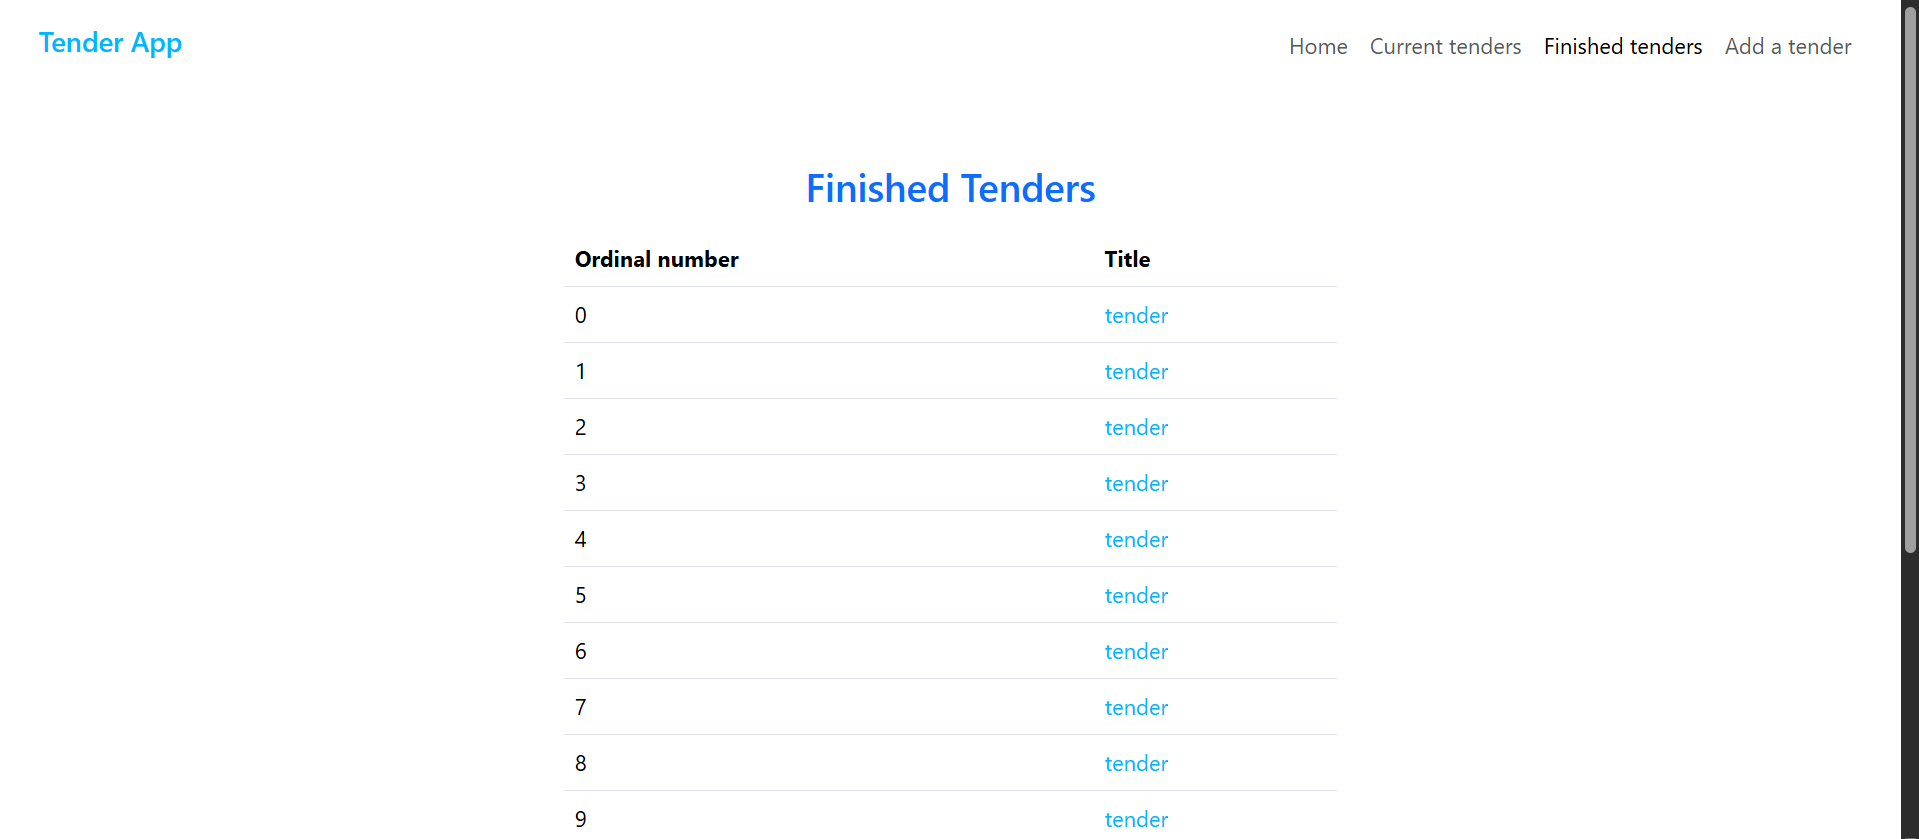 Tender App
Home Current tenders Finished tenders Add a tender
Finished Tenders
Ordinal number Title
0 tender
1 tender
2 tender
3 tender
4 tender
5 tender
6 tender
7 tender
8 tender
9 tender